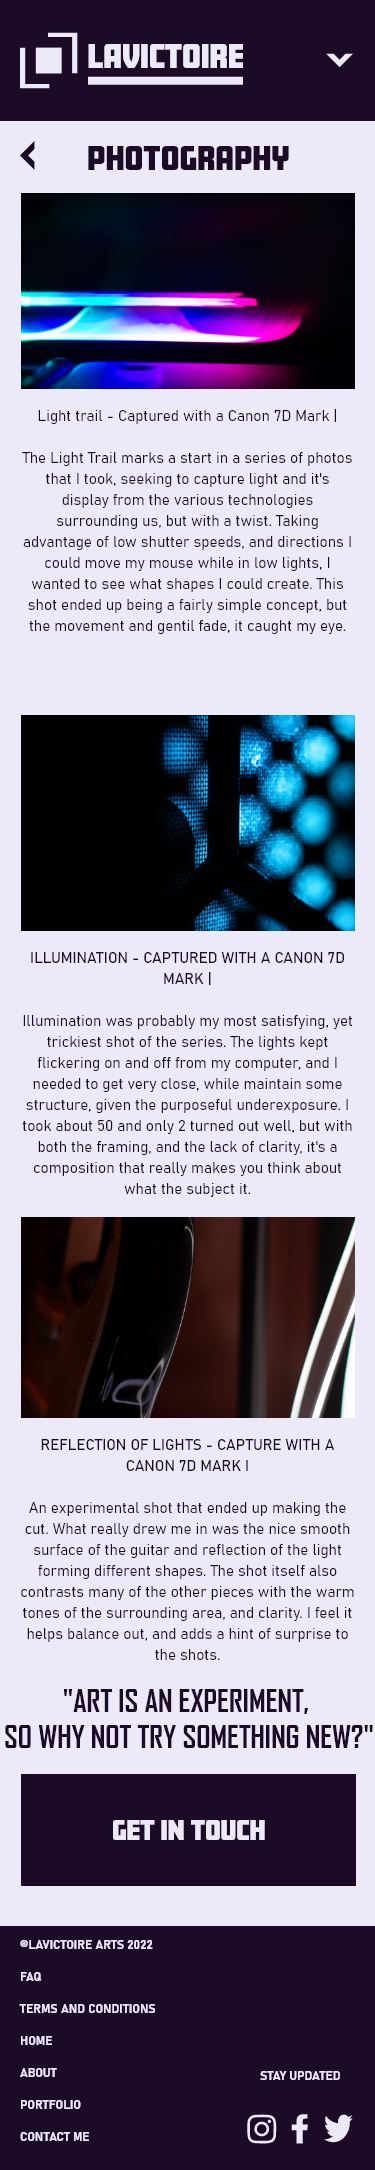 LAVICTOIRE
PHOTOGRAPHY
Light trail - Captured with a Canon 7D Mark |
The Light Trail marks a start in a series of photos
that I took, seeking to capture light and it's
display from the various technologies
surrounding us, but with a twist. Taking
advantage of low shutter speeds, and directions I
could move my mouse while in low lights, I
wanted to see what shapes I could create. This
shot ended up being a fairly simple concept, but
the movement and gentil fade, it caught my eye.
ILLUMINATION - CAPTURED WITH A CANON 7D
MARK |
Illumination was probably my most satisfying, yet
trickiest shot of the series. The lights kept
flickering on and off from my computer, and I
needed to get very close, while maintain some
structure, given the purposeful underexposure. I
took about 50 and only 2 turned out well, but with
both the framing, and the lack of clarity, it's a
composition that really makes you think about
what the subject it.
REFLECTION OF LIGHTS - CAPTURE WITH A
CANON 7D MARK I
An experimental shot that ended up making the
cut. What really drew me in was the nice smooth
surface of the guitar and reflection of the light
forming different shapes. The shot itself also
contrasts many of the other pieces with the warm
tones of the surrounding area, and clarity. I feel it
helps balance out, and adds a hint of surprise to
the shots.
"ART IS AN EXPERIMENT,
SO WHY NOT TRY SOMETHING NEW?"
GET IN TOUCH
©LAVICTOIRE ARTS 2022
FAQ
TERMS AND CONDITIONS
HOME
ABOUT
PORTFOLIO
CONTACT ME
STAY UPDATED